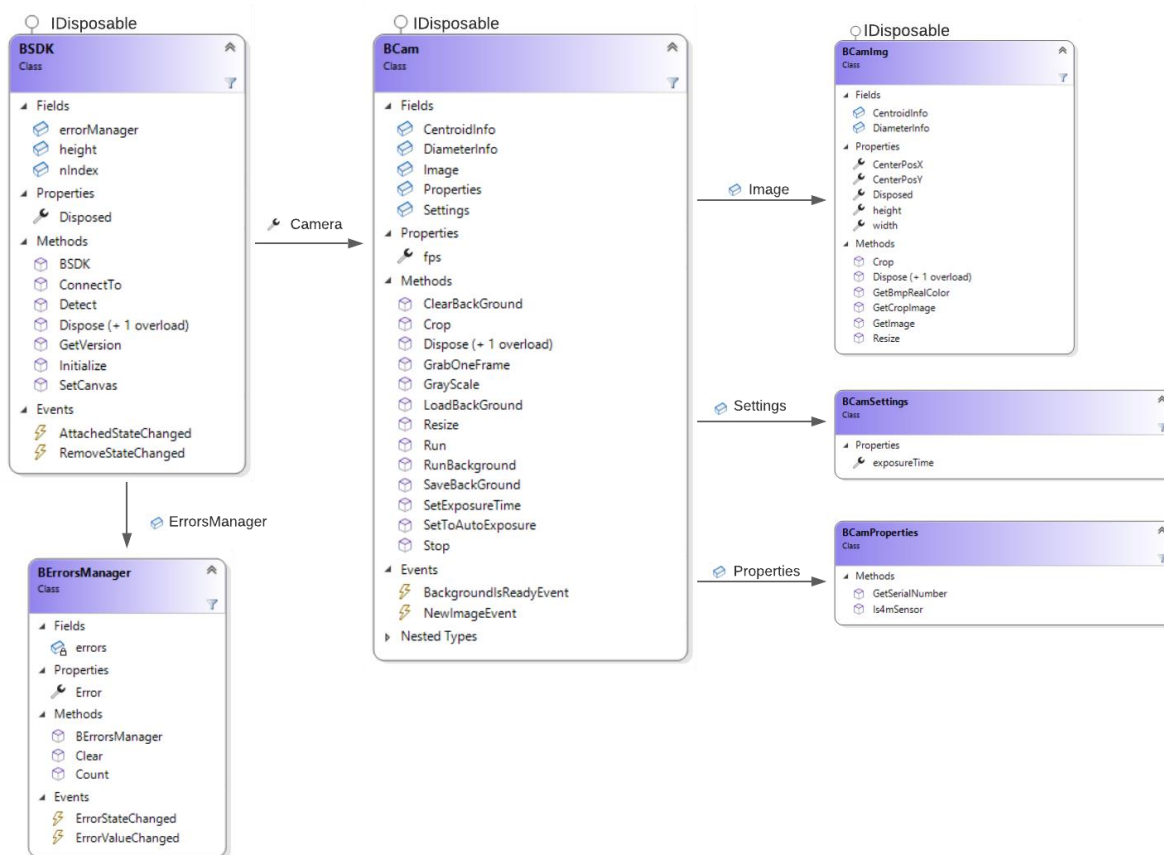 IDisposable
BSDK
Class
Fields
errorManager
height
nIndex
Properties
Disposed
Methods
BSDK
ConnectTo
Detect
Dispose (+ 1 overload)
GetVersion
Initialize
SetCanvas
Events
AttachedStateChanged
RemoveStateChanged
Camera
ErrorsManager
BErrorsManager
Class
Fields
errors
Properties
Error
Methods
BErrorsManager
Clear
Count
Events
ErrorStateChanged
ErrorValueChanged
IDisposable
BCam
Class
Fields
CentroidInfo
DiameterInfo
Image
Properties
Settings
Properties
fps
Methods
ClearBackGround
Crop
Dispose (+ 1 overload)
GrabOneFrame
GrayScale
LoadBackGround
Resize
Run
RunBackground
SaveBackGround
SetExposureTime
SetToAutoExposure
Stop
Events
BackgroundIsReadyEvent
NewImageEvent
Nested Types
Image
Settings
Properties
IDisposable
BCamImg
Class
Fields
CentroidInfo
DiameterInfo
Properties
CenterPosX
CenterPosY
Disposed
height
width
Methods
Crop
Dispose (+ 1 overload)
GetBmpRealColor
GetCropImage
GetImage
Resize
BCamSettings
Class
Properties
exposureTime
BCamProperties
Class
Methods
GetSerialNumber
Is4mSensor